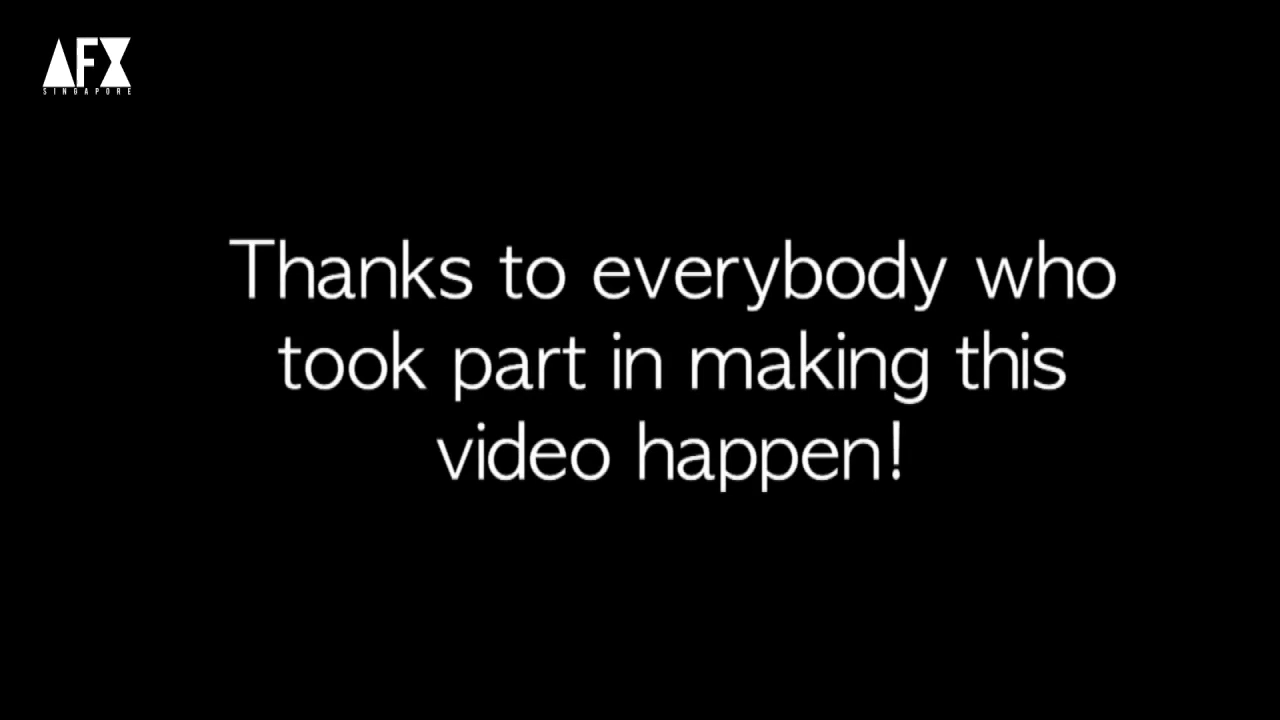 AFX
SINGAPORE
Thanks to everybody who
took part in making this
video happen!